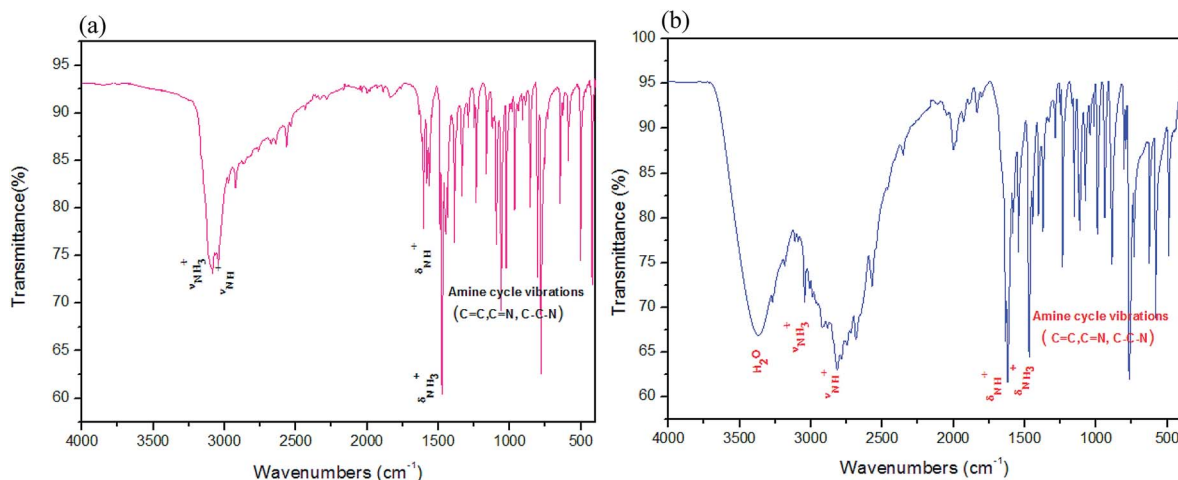 (a)
Transmittance(%)
95
90
85
80
75
70
65
60
4000 3500 3000 2500 2000 1500 1000 500
Wavenumbers (cm⁻¹)
ν NH₃⁺
ν NH⁺
δ NH⁺
Amine cycle vibrations
(C=C,C=N, C-C-N)
δ NH₃⁺
(b)
Transmittance (%)
100
95
90
85
80
75
70
65
60
4000 3500 3000 2500 2000 1500 1000 500
Wavenumbers (cm⁻¹)
H₂O
ν NH₃⁺
ν NH⁺
δ NH⁺
δ NH₃⁺
Amine cycle vibrations
( C=C,C=N, C-C-N)